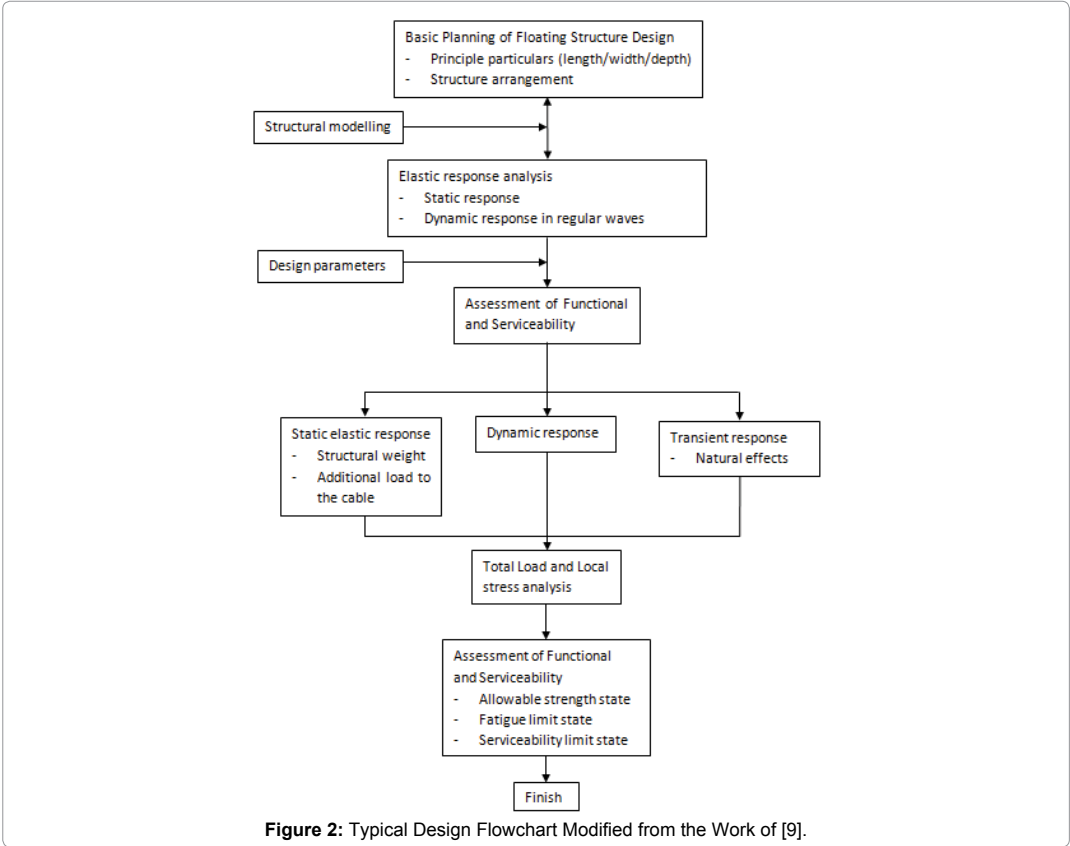 Basic Planning of Floating Structure Design
- Principle particulars (length/width/depth)
- Structure arrangement
Structural modelling
Elastic response analysis
- Static response
- Dynamic response in regular waves
Design parameters
Assessment of Functional
and Serviceability
Static elastic response
- Structural weight
- Additional load to
the cable
Dynamic response
Transient response
- Natural effects
Total Load and Local
stress analysis
Assessment of Functional
and Serviceability
- Allowable strength state
- Fatigue limit state
- Serviceability limit state
Finish
Figure 2: Typical Design Flowchart Modified from the Work of [9].